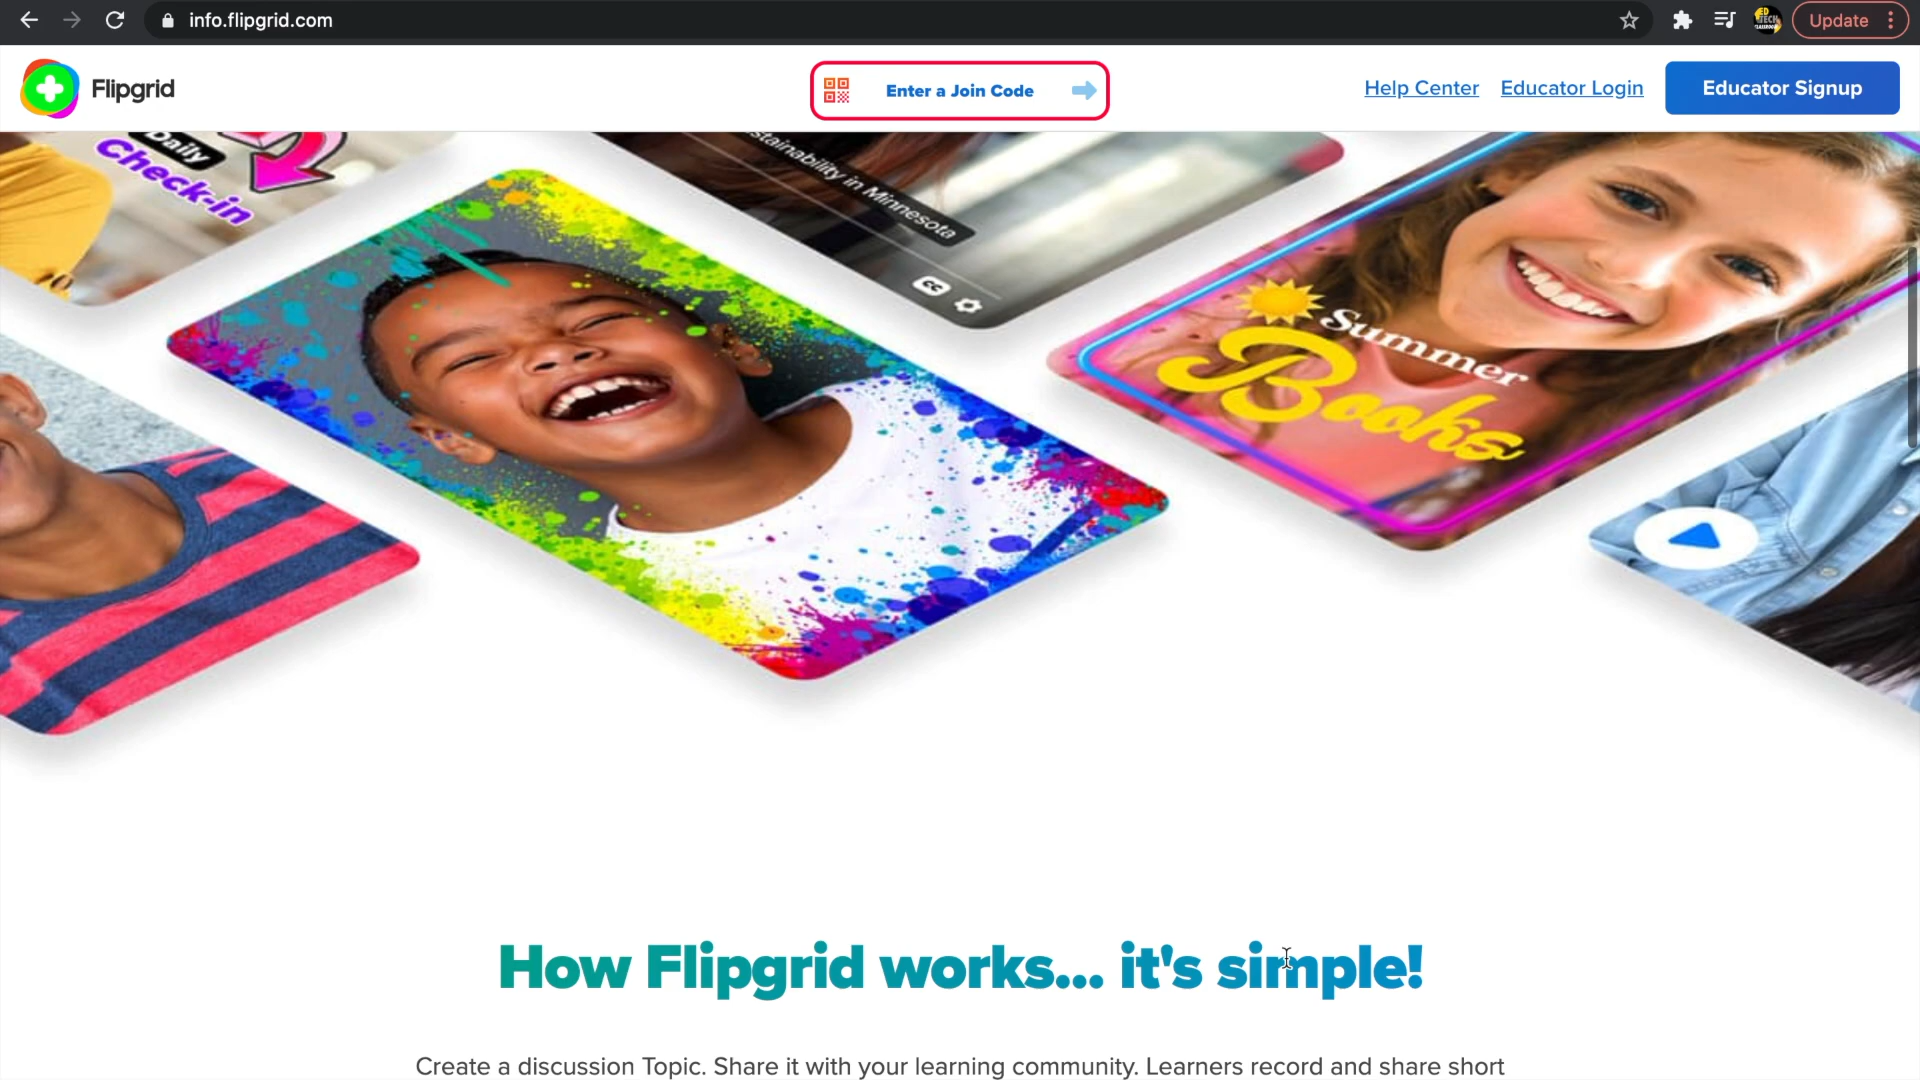 info.flipgrid.com
Update
Flipgrid
Enter a Join Code
Help Center
Educator Login
Educator Signup
Daily
Check-in
stainability in Minnesota
CC
Summer
Books
How Flipgrid works... it's simple!
Create a discussion Topic. Share it with your learning community. Learners record and share short